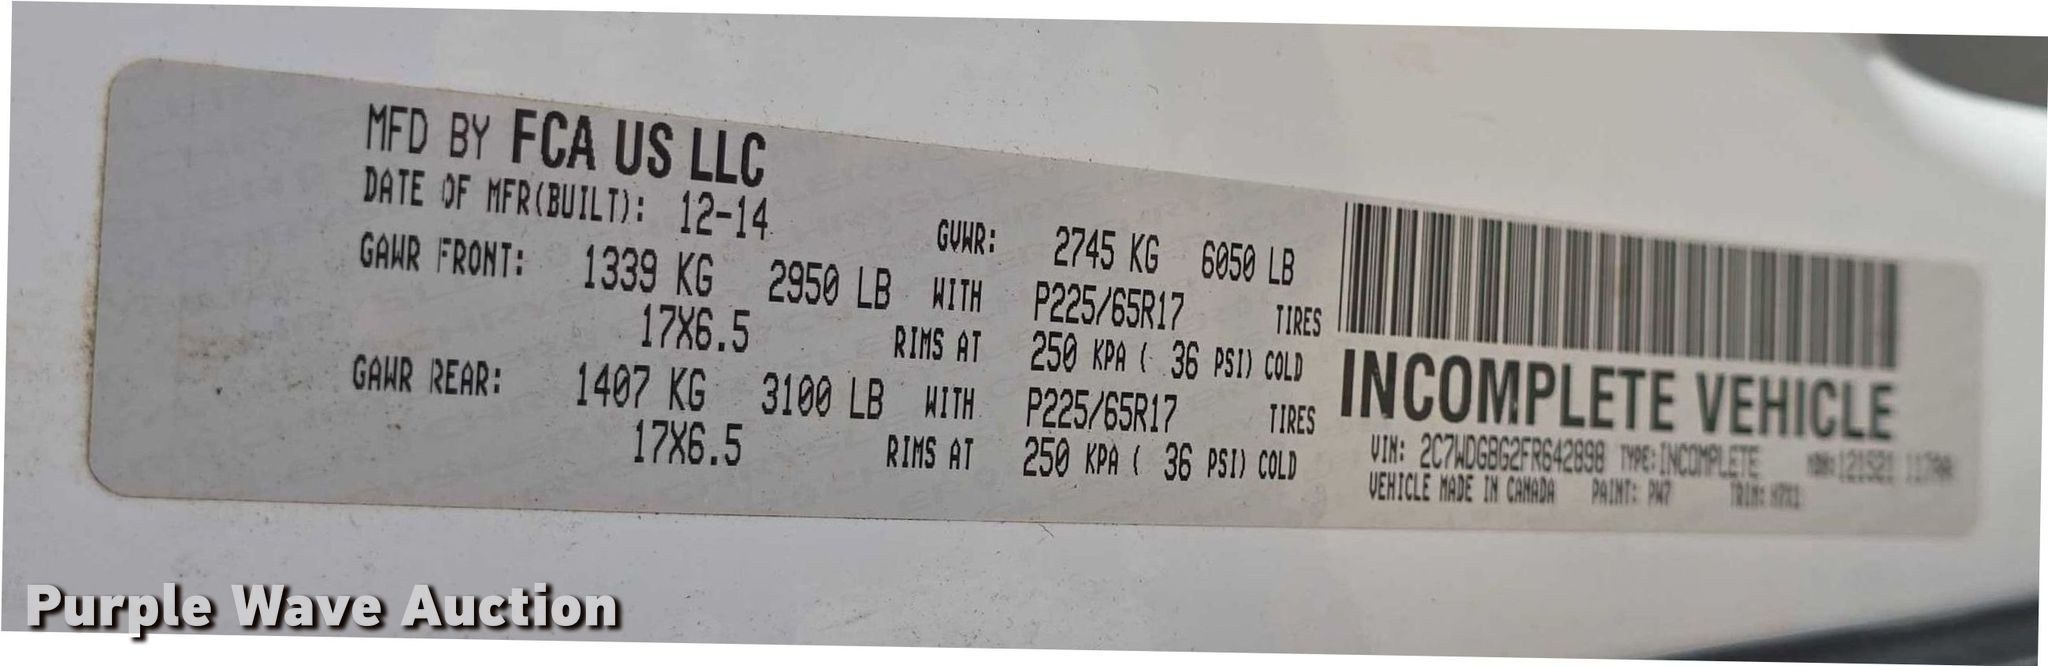 MFD BY FCA US LLC
DATE OF MFR(BUILT): 12-14
GVWR: 2745 KG 6050 LB
GAWR FRONT: 1339 KG 2950 LB WITH P225/65R17 TIRES
17X6.5 RIMS AT 250 KPA ( 36 PSI) COLD
GAWR REAR: 1407 KG 3100 LB WITH P225/65R17 TIRES
17X6.5 RIMS AT 250 KPA ( 36 PSI) COLD
INCOMPLETE VEHICLE
VIN: 2C7WDGBG2FR642898 TYPE:INCOMPLETE
VEHICLE MADE IN CANADA PAINT: PW7 TRIM:
Purple Wave Auction